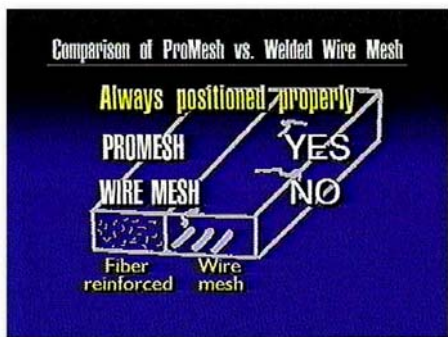 Comparison of ProMesh vs. Welded Wire Mesh
Always positioned properly
PROMESH YES
WIRE MESH NO
Fiber reinforced
Wire mesh